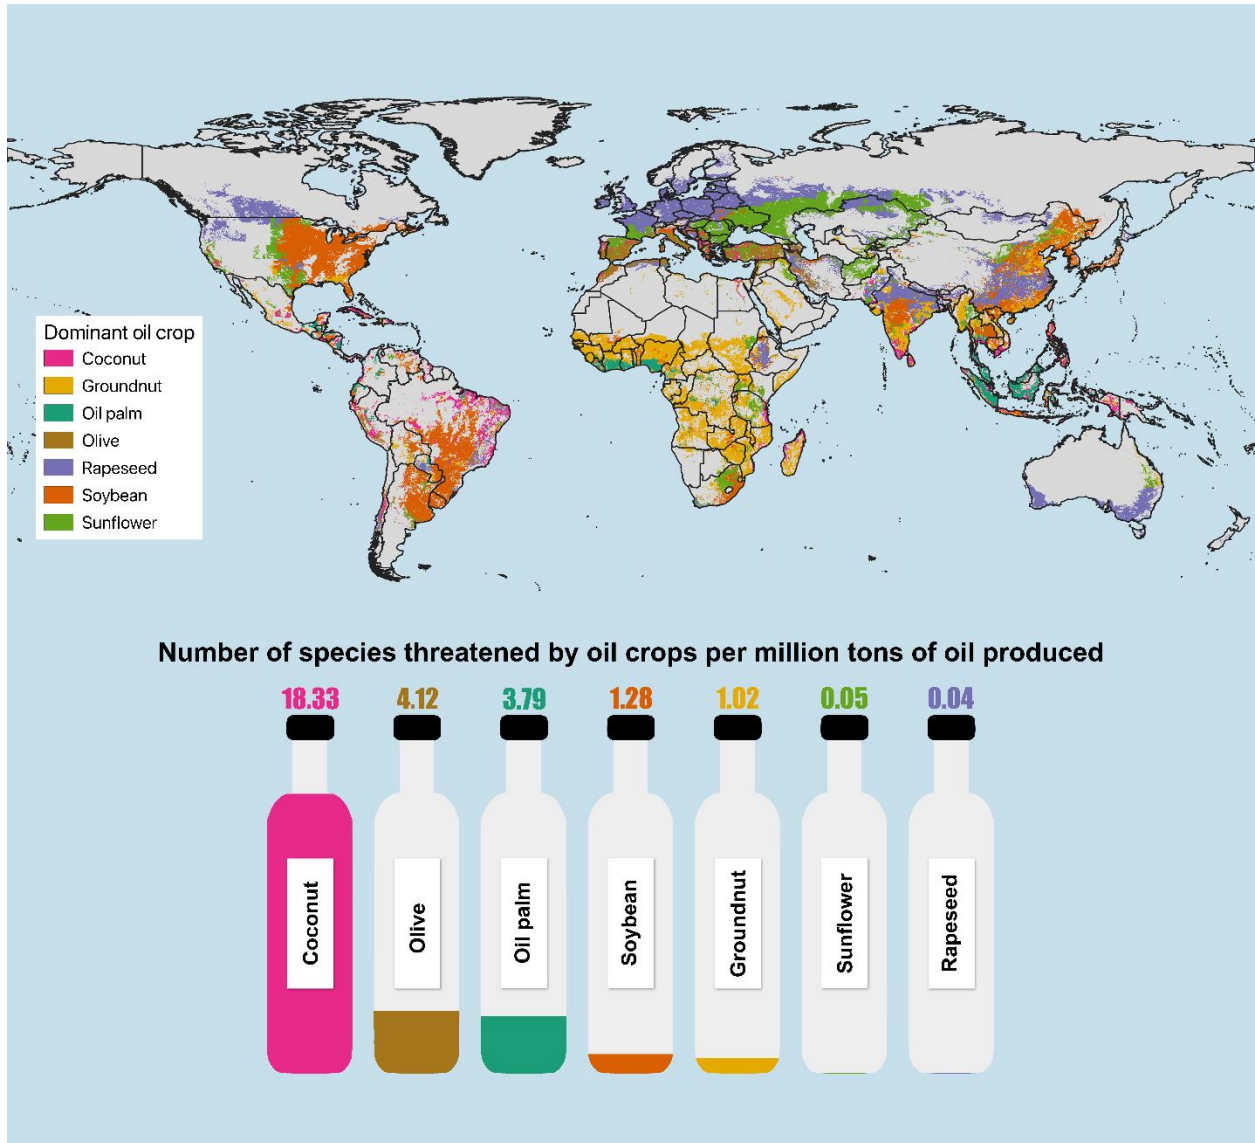 Dominant oil crop
Coconut
Groundnut
Oil palm
Olive
Rapeseed
Soybean
Sunflower
Number of species threatened by oil crops per million tons of oil produced
18.33
4.12
3.79
1.28
1.02
0.05
0.04
Coconut
Olive
Oil palm
Soybean
Groundnut
Sunflower
Rapeseed